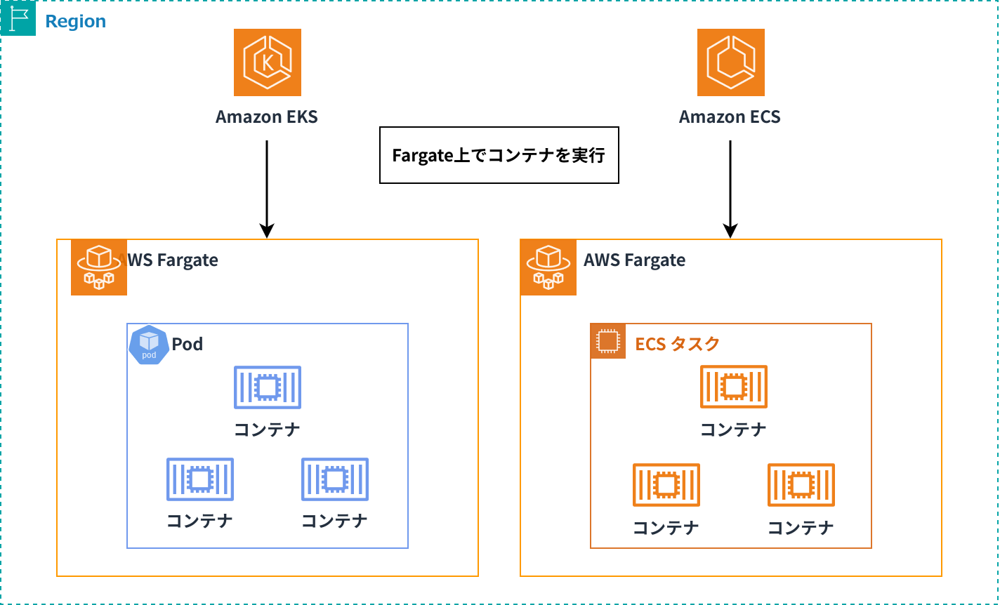 Region
Amazon EKS
Amazon ECS
Fargate上でコンテナを実行
AWS Fargate
Pod
pod
コンテナ
コンテナ
コンテナ
AWS Fargate
ECS タスク
コンテナ
コンテナ
コンテナ